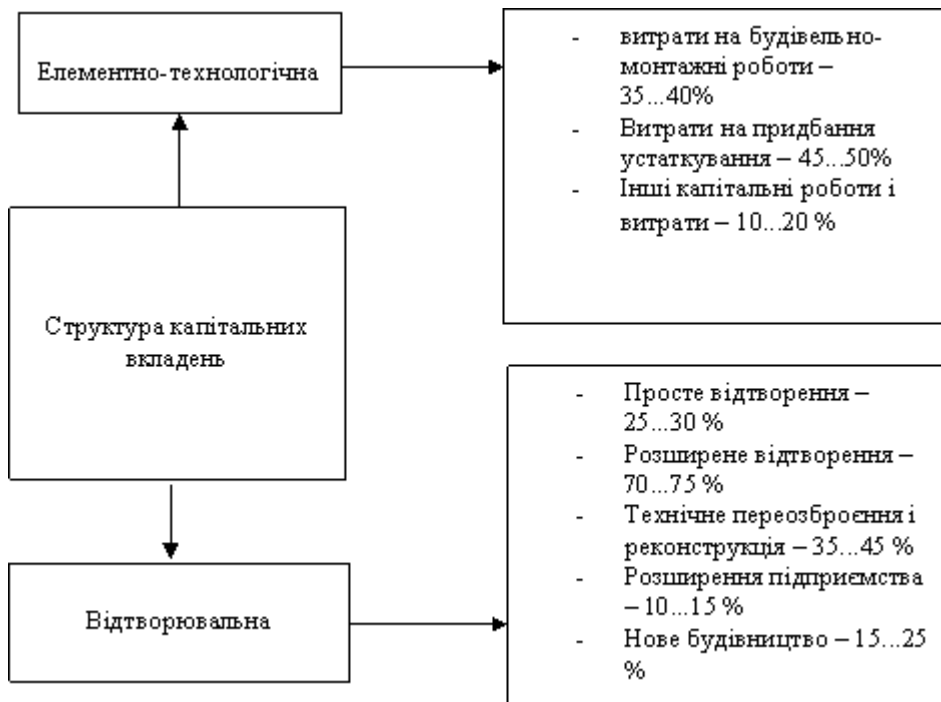 Елементно-технологічна
- витрати на будівельно-
монтажні роботи –
35...40%
- Витрати на придбання
устаткування – 45...50%
- Інші капітальні роботи і
витрати – 10...20 %
Структура капітальних
вкладень
- Просте відтворення –
25...30 %
- Розширене відтворення –
70...75 %
- Технічне переозброєння і
реконструкція – 35...45 %
- Розширення підприємства
– 10...15 %
- Нове будівництво – 15...25
%
Відтворювальна